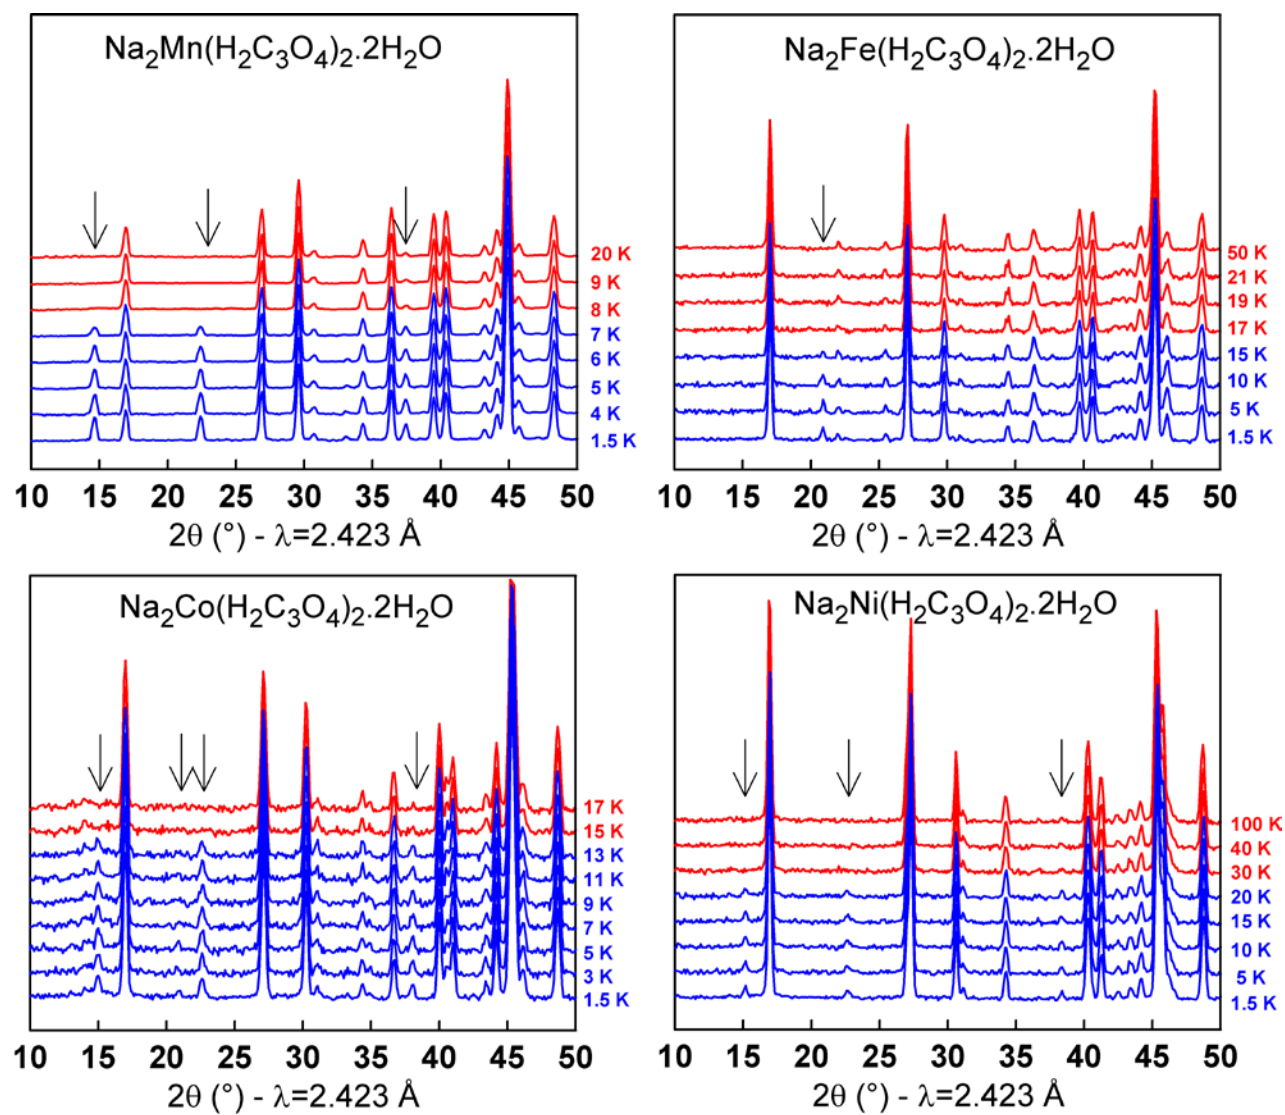 Na₂Mn(H₂C₃O₄)₂.2H₂O
20 K
9 K
8 K
7 K
6 K
5 K
4 K
1.5 K
10 15 20 25 30 35 40 45 50
2θ (°) - λ=2.423 Å
Na₂Fe(H₂C₃O₄)₂.2H₂O
50 K
21 K
19 K
17 K
15 K
10 K
5 K
1.5 K
10 15 20 25 30 35 40 45 50
2θ (°) - λ=2.423 Å
Na₂Co(H₂C₃O₄)₂.2H₂O
17 K
15 K
13 K
11 K
9 K
7 K
5 K
3 K
1.5 K
10 15 20 25 30 35 40 45 50
2θ (°) - λ=2.423 Å
Na₂Ni(H₂C₃O₄)₂.2H₂O
100 K
40 K
30 K
20 K
15 K
10 K
5 K
1.5 K
10 15 20 25 30 35 40 45 50
2θ (°) - λ=2.423 Å